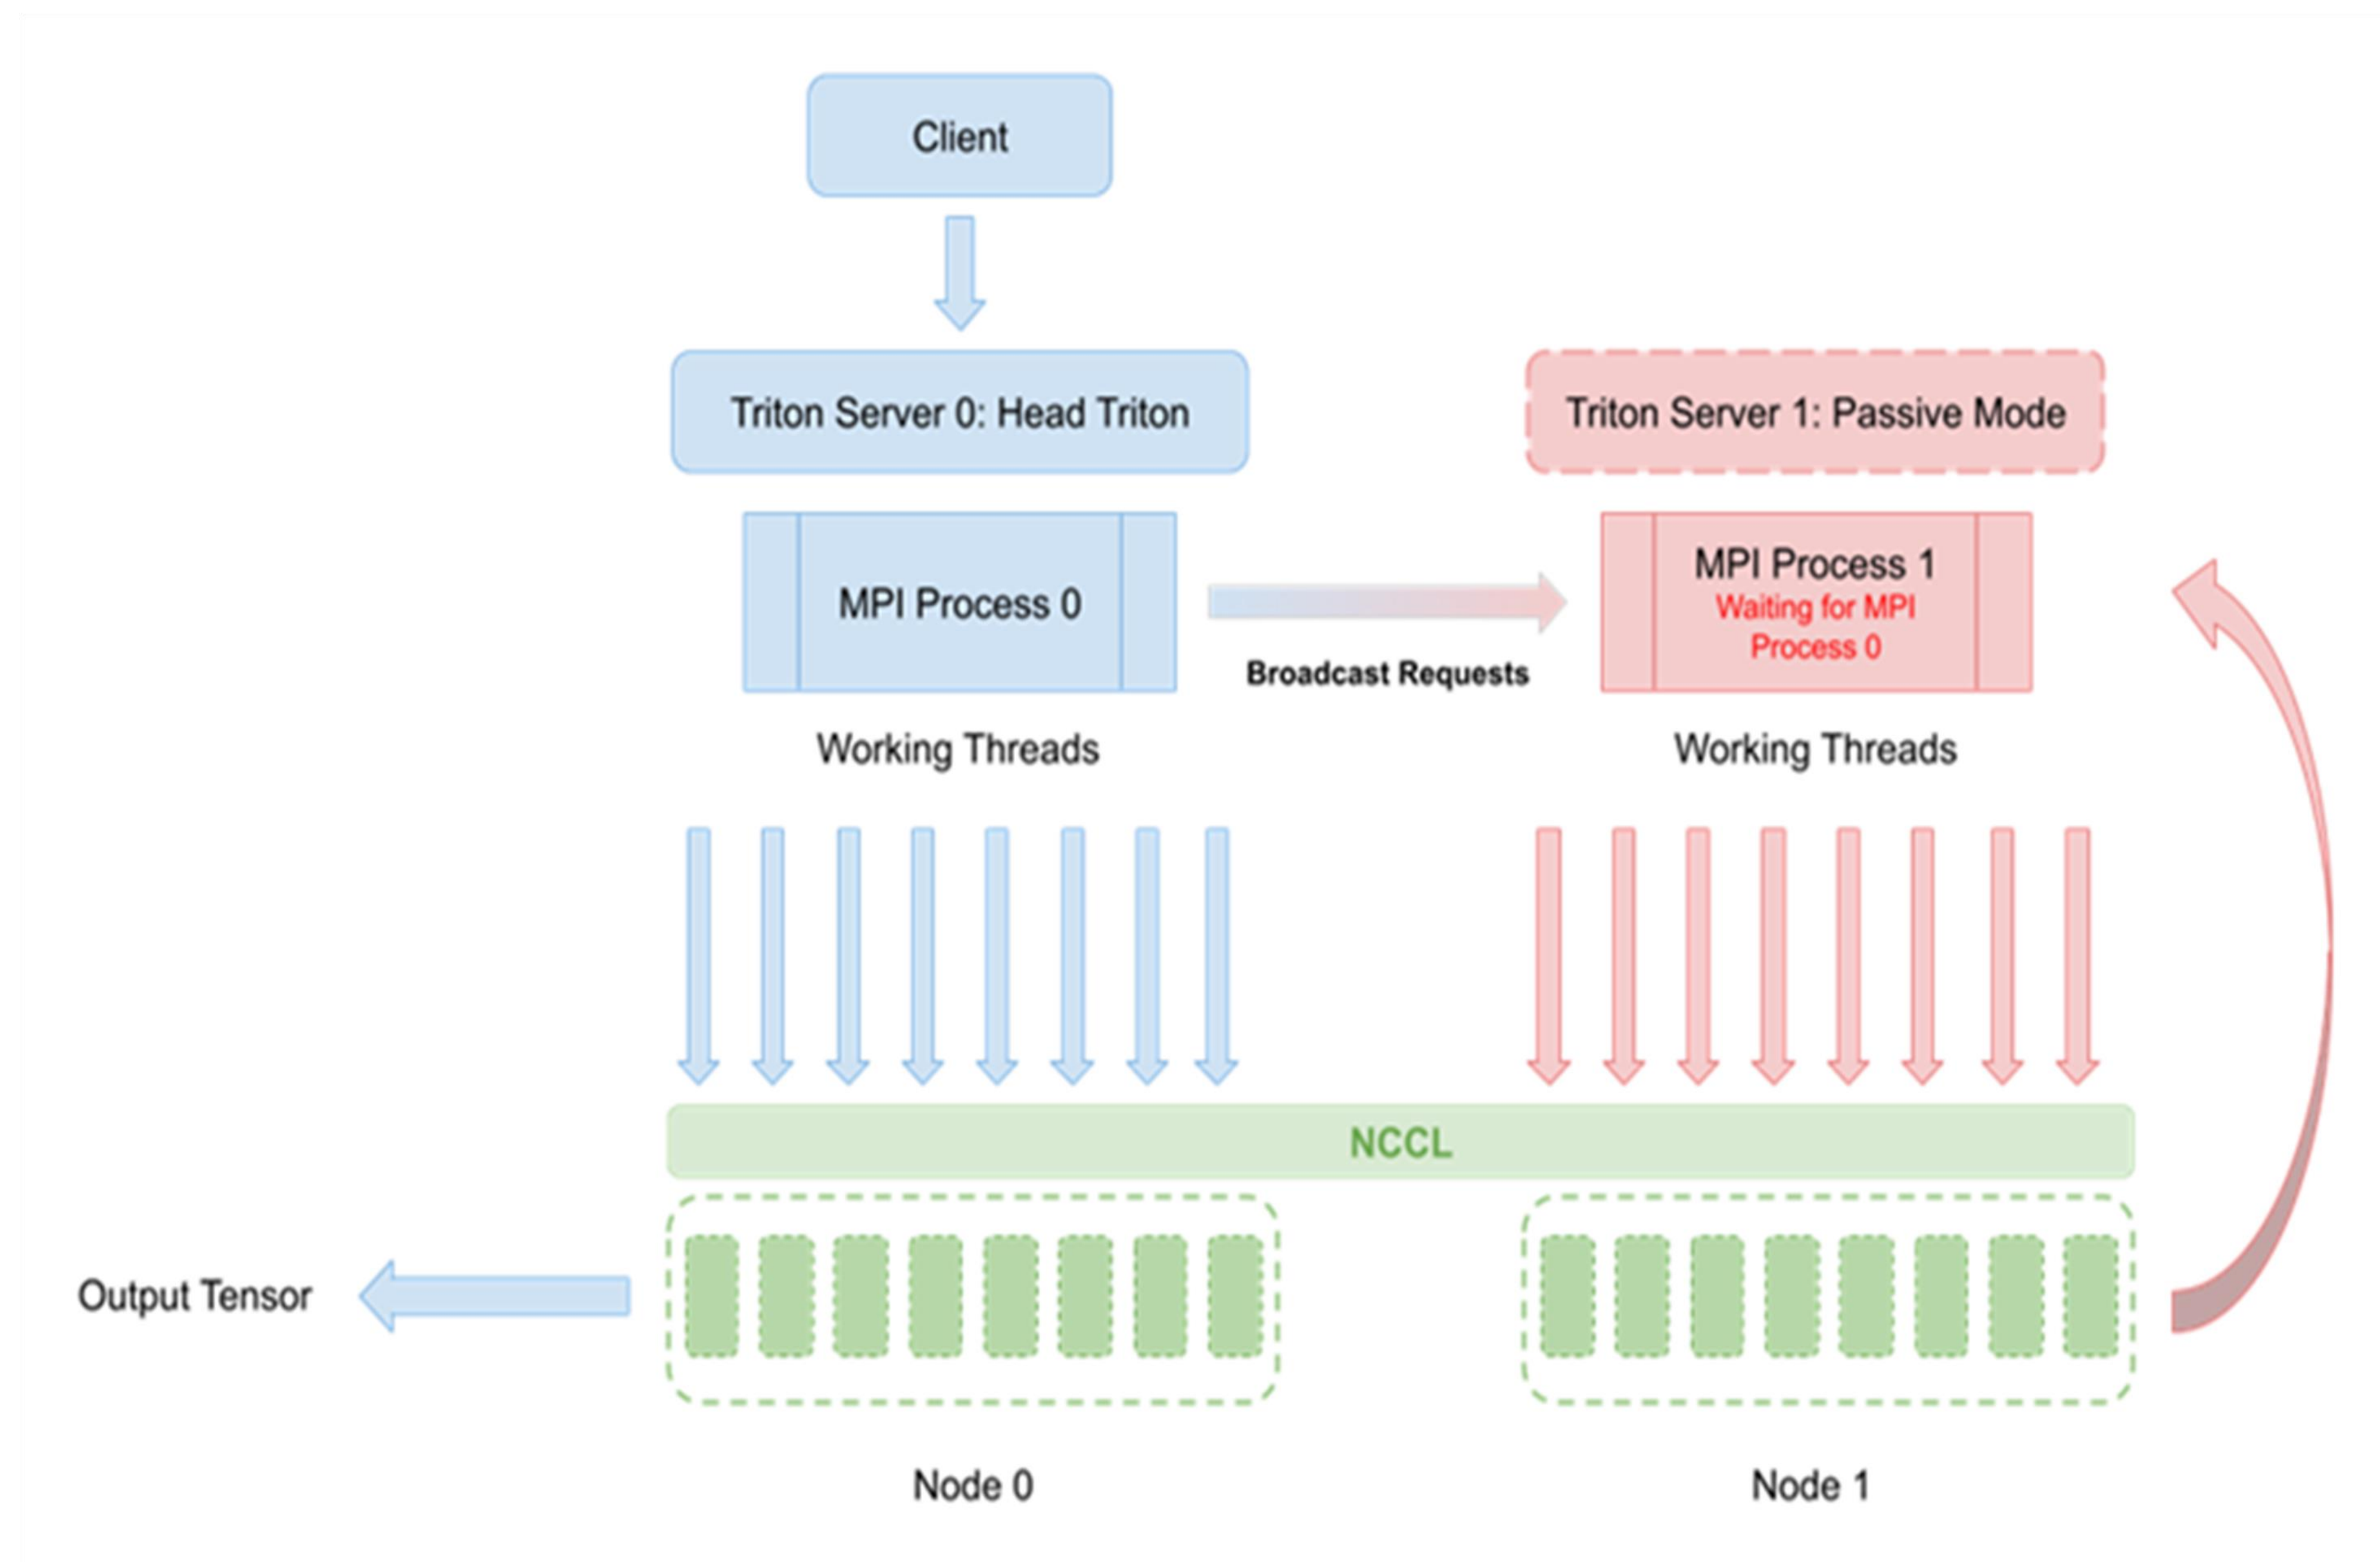 Client
Triton Server 0: Head Triton
Triton Server 1: Passive Mode
MPI Process 0
Broadcast Requests
MPI Process 1
Waiting for MPI
Process 0
Working Threads
Working Threads
NCCL
Output Tensor
Node 0
Node 1